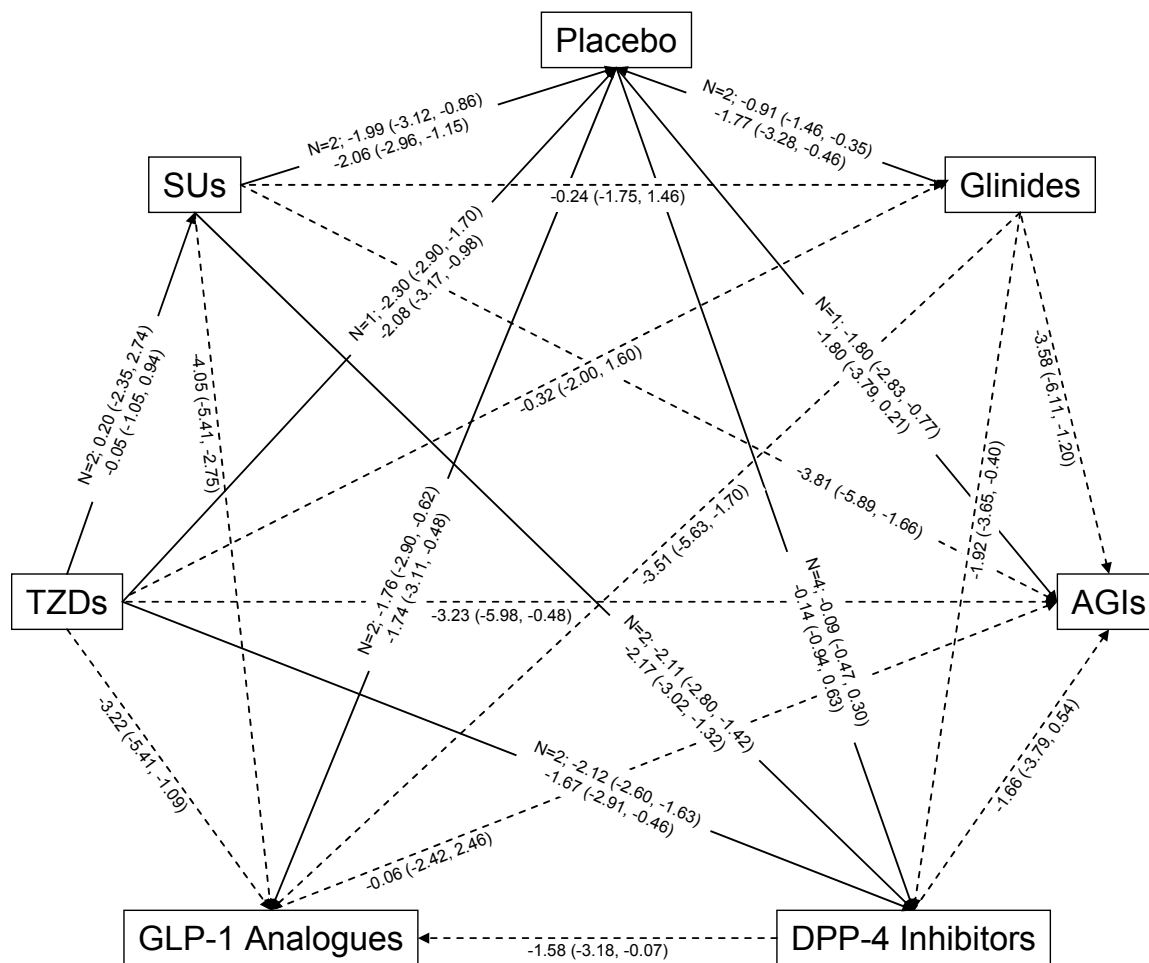 Placebo
N=2; -1.99 (-3.12, -0.86)
-2.06 (-2.96, -1.15)
N=2; -0.91 (-1.46, -0.35)
-1.77 (-3.28, -0.46)
SUs
Glinides
-0.24 (-1.75, 1.46)
N=1; -2.30 (-2.90, -1.70)
-2.08 (-3.17, -0.98)
N=2; 0.20 (-2.35, 2.74)
-0.05 (-1.05, 0.94)
-4.05 (-5.41, -2.75)
-0.32 (-2.00, 1.60)
N=1; -1.80 (-2.83, -0.77)
-1.80 (-3.79, 0.21)
-3.58 (-6.11, -1.20)
-3.81 (-5.89, -1.66)
-1.92 (-3.65, -0.40)
-3.51 (-5.63, -1.70)
N=2; -1.76 (-2.90, -0.62)
-1.74 (-3.11, -0.48)
TZDs
AGIs
-3.23 (-5.98, -0.48)
N=4; -0.09 (-0.47, 0.30)
-0.14 (-0.94, 0.63)
N=2; -2.11 (-2.80, -1.42)
-2.17 (-3.02, -1.32)
-3.22 (-5.41, -1.09)
N=2; -2.12 (-2.60, -1.63)
-1.67 (-2.91, -0.46)
-1.66 (-3.79, 0.54)
-0.06 (-2.42, 2.46)
GLP-1 Analogues
DPP-4 Inhibitors
-1.58 (-3.18, -0.07)